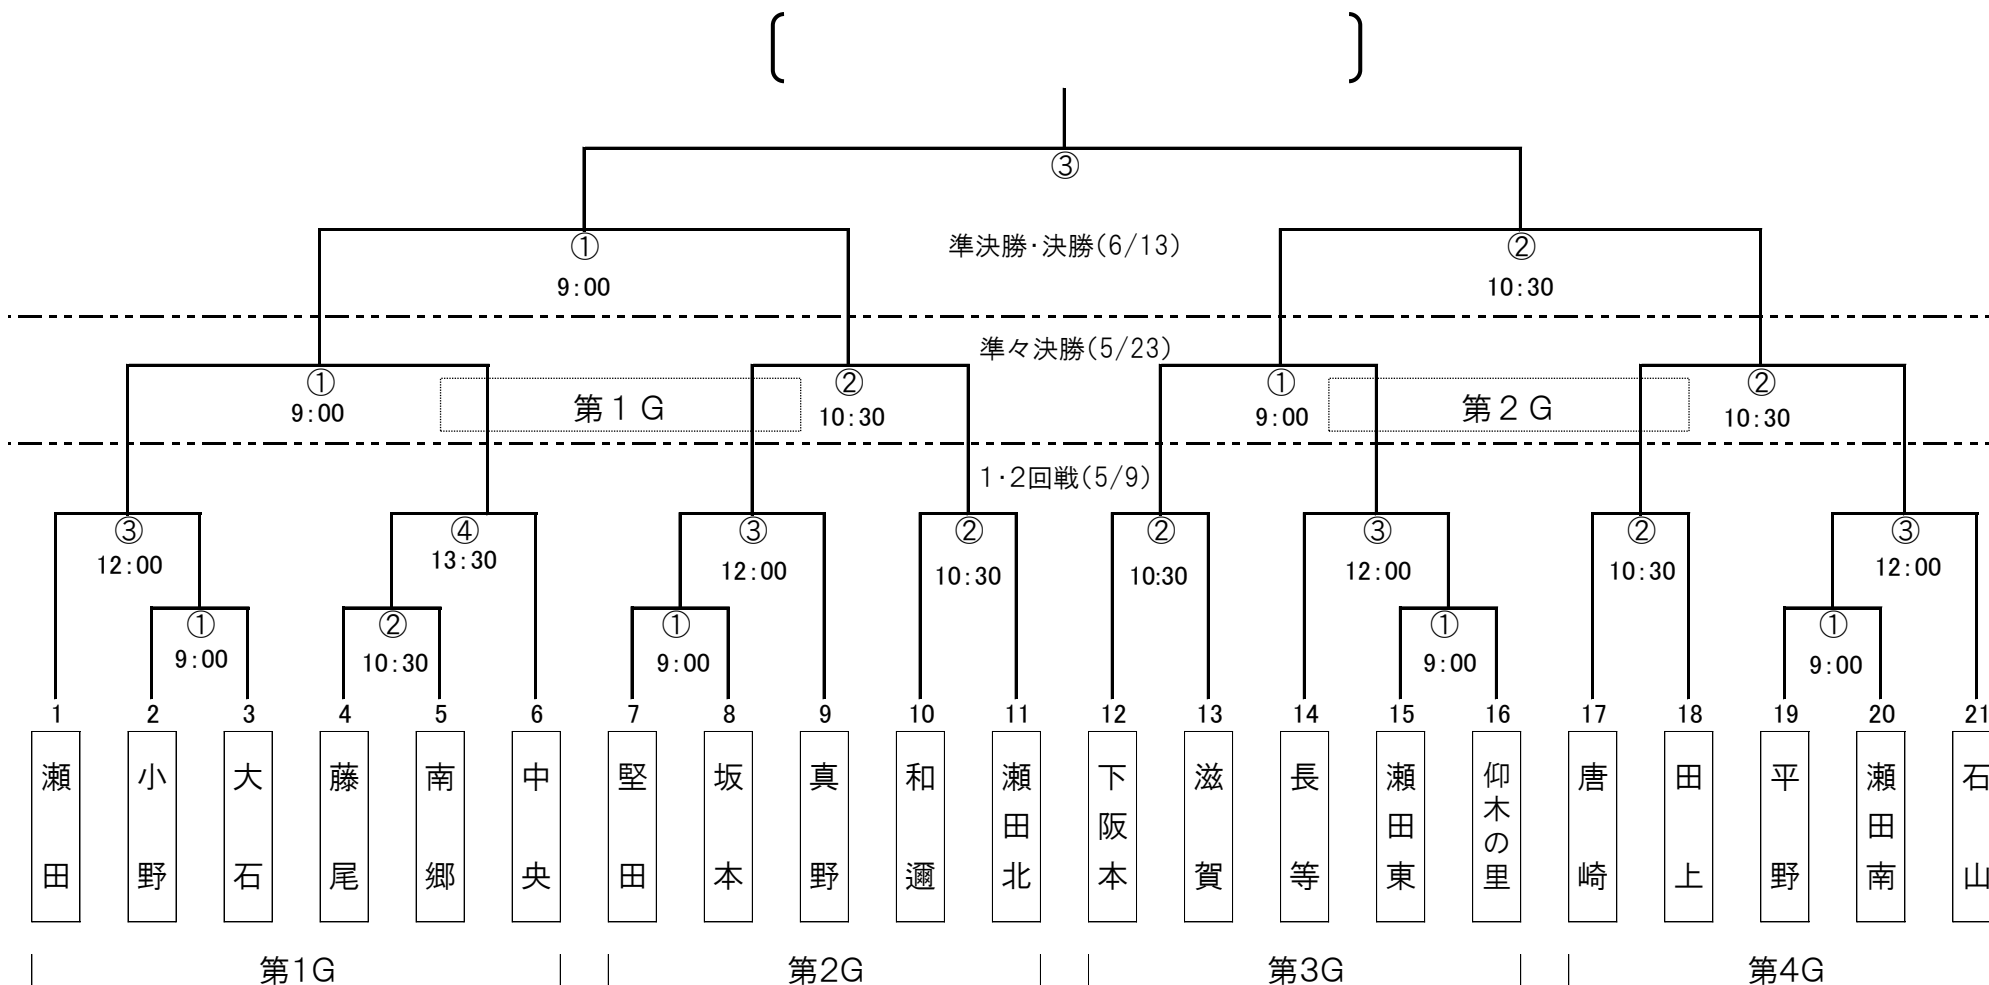 ③
① 準決勝・決勝(6/13) ②
9:00 10:30
準々決勝(5/23)
① ② ① ②
9:00 第1G 10:30 9:00 第2G 10:30
1・2回戦(5/9)
③ ④ ③ ② ② ③ ② ③
12:00 13:30 12:00 10:30 10:30 12:00 10:30 12:00
① ② ① ① ①
9:00 10:30 9:00 9:00 9:00
1 2 3 4 5 6 7 8 9 10 11 12 13 14 15 16 17 18 19 20 21
瀬田
小野
大石
藤尾
南郷
中央
堅田
坂本
真野
和邇
瀬田北
下阪本
滋賀
長等
瀬田東
仰木の里
唐崎
田上
平野
瀬田南
石山
第1G 第2G 第3G 第4G